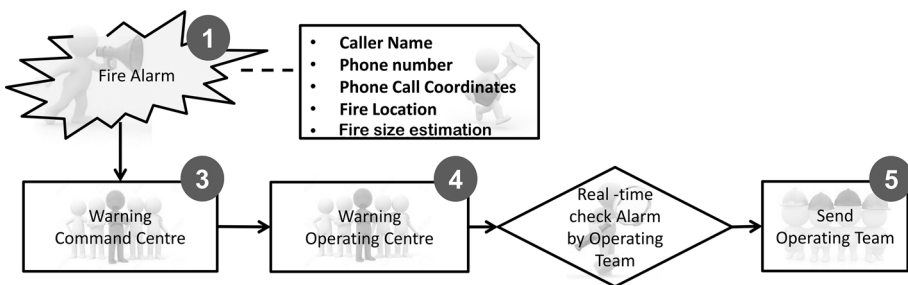 1
Fire Alarm
• Caller Name
• Phone number
• Phone Call Coordinates
• Fire Location
• Fire size estimation
3
Warning
Command Centre
4
Warning
Operating Centre
Real -time
check Alarm
by Operating
Team
5
Send
Operating Team